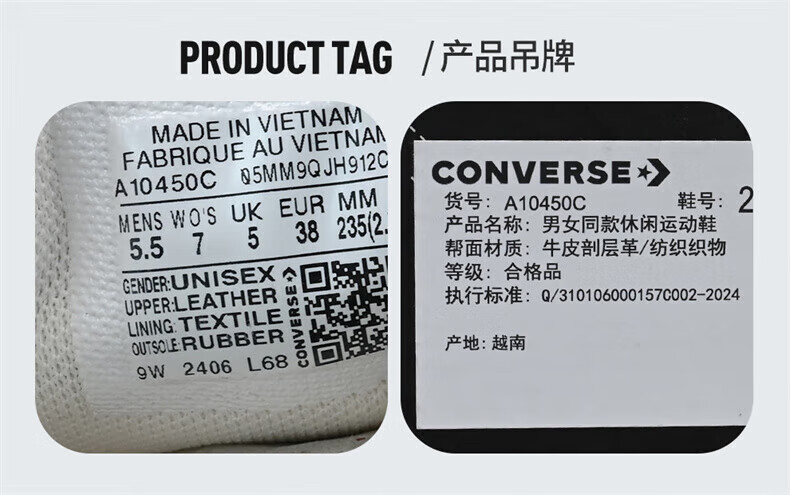 PRODUCT TAG / 产品吊牌
MADE IN VIETNAM
FABRIQUE AU VIETNAM
A10450C Q5MM9QJH912C
MENS WO'S UK EUR MM
5.5 7 5 38 235(2.
GENDER:UNISEX
UPPER:LEATHER
LINING:TEXTILE
OUTSOLE:RUBBER
CONVERSE
9W 2406 L68
CONVERSE
货号: A10450C 鞋号: 2
产品名称: 男女同款休闲运动鞋
帮面材质: 牛皮剖层革/纺织织物
等级: 合格品
执行标准: Q/310106000157C002-2024
产地: 越南